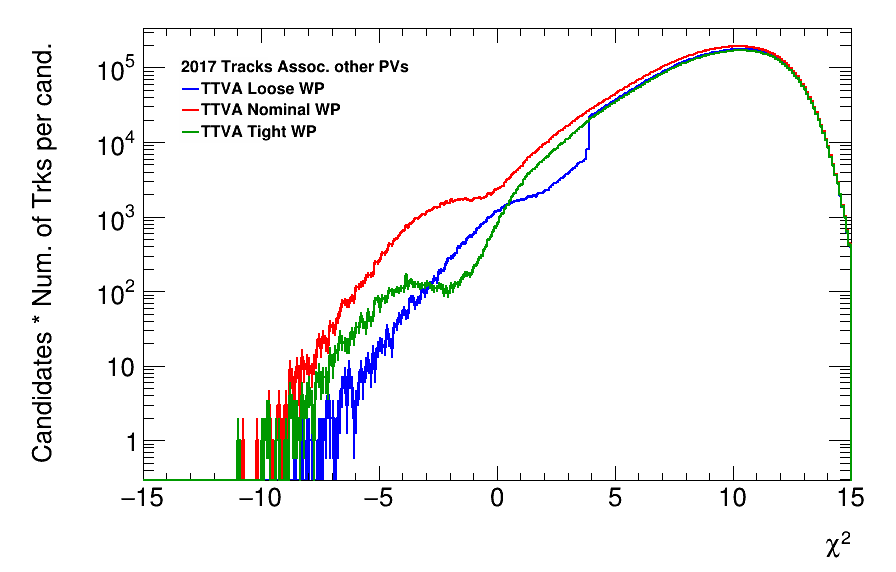 Candidates * Num. of Trks per cand.
10⁵
10⁴
10³
10²
10
1
2017 Tracks Assoc. other PVs
TTVA Loose WP
TTVA Nominal WP
TTVA Tight WP
−15 −10 −5 0 5 10 15
χ²